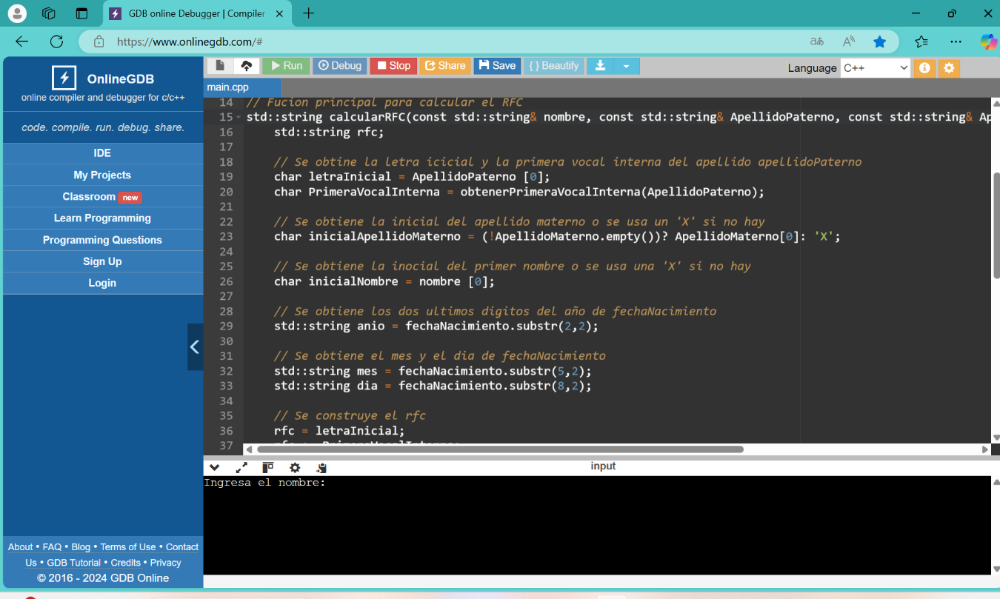 GDB online Debugger | Compiler
https://www.onlinegdb.com/#
OnlineGDB
online compiler and debugger for c/c++
code. compile. run. debug. share.
IDE
My Projects
Classroom new
Learn Programming
Programming Questions
Sign Up
Login
About • FAQ • Blog • Terms of Use • Contact
Us • GDB Tutorial • Credits • Privacy
© 2016 - 2024 GDB Online
Run Debug Stop Share Save { } Beautify
Language C++
main.cpp
14 // Fucion principal para calcular el RFC
15 std::string calcularRFC(const std::string& nombre, const std::string& ApellidoPaterno, const std::string& Ap
16 std::string rfc;
17
18 // Se obtine la letra icicial y la primera vocal interna del apellido apellidoPaterno
19 char letraInicial = ApellidoPaterno [0];
20 char PrimeraVocalInterna = obtenerPrimeraVocalInterna(ApellidoPaterno);
21
22 // Se obtiene la inicial del apellido materno o se usa un 'X' si no hay
23 char inicialApellidoMaterno = (!ApellidoMaterno.empty())? ApellidoMaterno[0]: 'X';
24
25 // Se obtiene la inocial del primer nombre o se usa una 'X' si no hay
26 char inicialNombre = nombre [0];
27
28 // Se obtiene los dos ultimos digitos del año de fechaNacimiento
29 std::string anio = fechaNacimiento.substr(2,2);
30
31 // Se obtiene el mes y el dia de fechaNacimiento
32 std::string mes = fechaNacimiento.substr(5,2);
33 std::string dia = fechaNacimiento.substr(8,2);
34
35 // Se construye el rfc
36 rfc = letraInicial;
37
input
Ingresa el nombre: